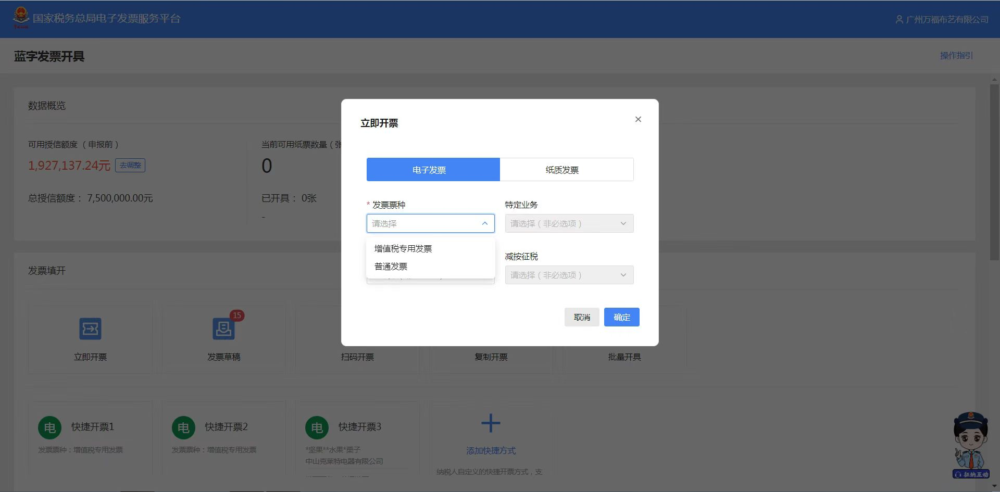 国家税务总局电子发票服务平台
广州万福布艺有限公司
蓝字发票开具
操作指引
数据概览
可用授信额度（申报前）
当前可用纸票数量（张
1,927,137.24元 去调整
0
总授信额度： 7,500,000.00元
已开具： 0张
-
立即开票
电子发票 纸质发票
* 发票票种 特定业务
请选择 请选择（非必选项）
增值税专用发票
普通发票
减按征税
请选择（非必选项）
取消 确定
发票填开
15
立即开票 发票草稿 扫码开票 复制开票 批量开具
电 快捷开票1
发票票种：增值税专用发票
电 快捷开票2
发票票种：增值税专用发票
电 快捷开票3
*坚果**水果*栗子
中山克莱特电器有限公司
添加快捷方式
纳税人自定义的快捷开票方式，支
征纳互动